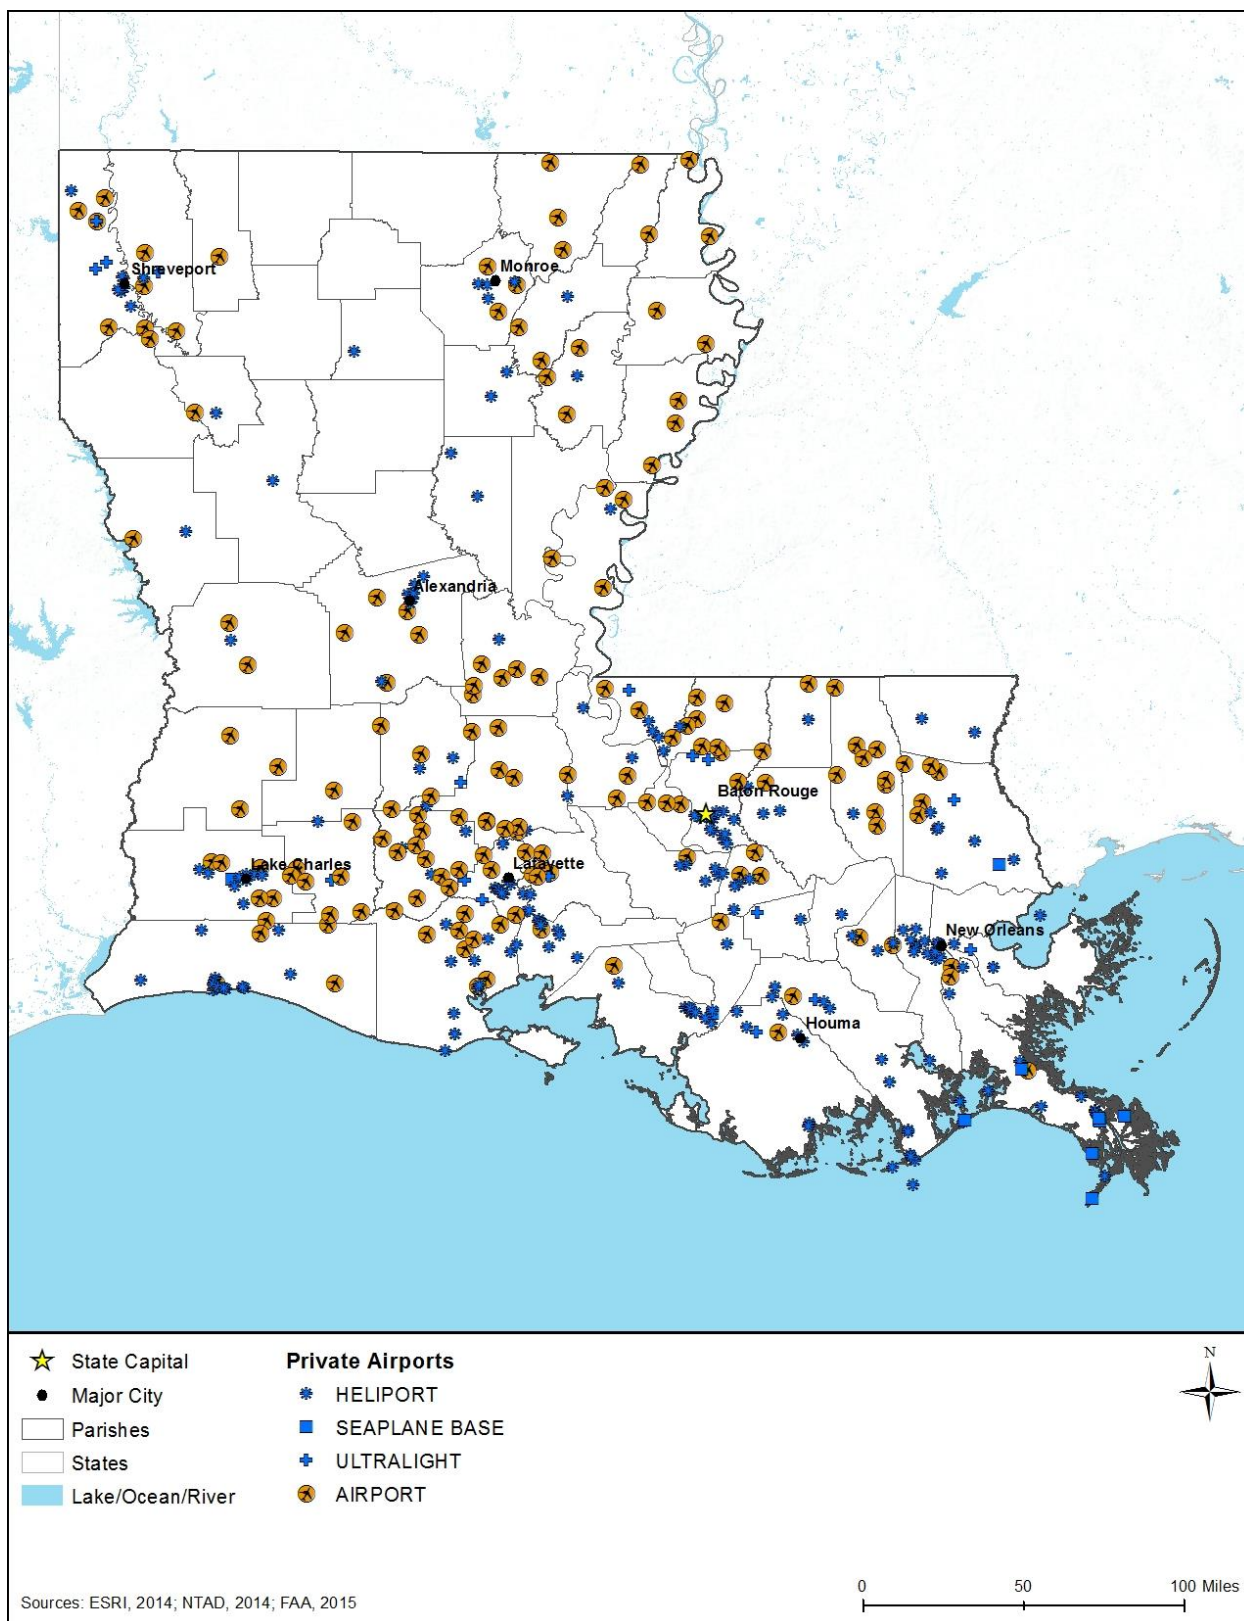 Shreveport
Monroe
Alexandria
Baton Rouge
Lake Charles
Lafayette
New Orleans
Houma
State Capital
Major City
Parishes
States
Lake/Ocean/River
Private Airports
HELIPORT
SEAPLANE BASE
ULTRALIGHT
AIRPORT
N
0 50 100 Miles
Sources: ESRI, 2014; NTAD, 2014; FAA, 2015